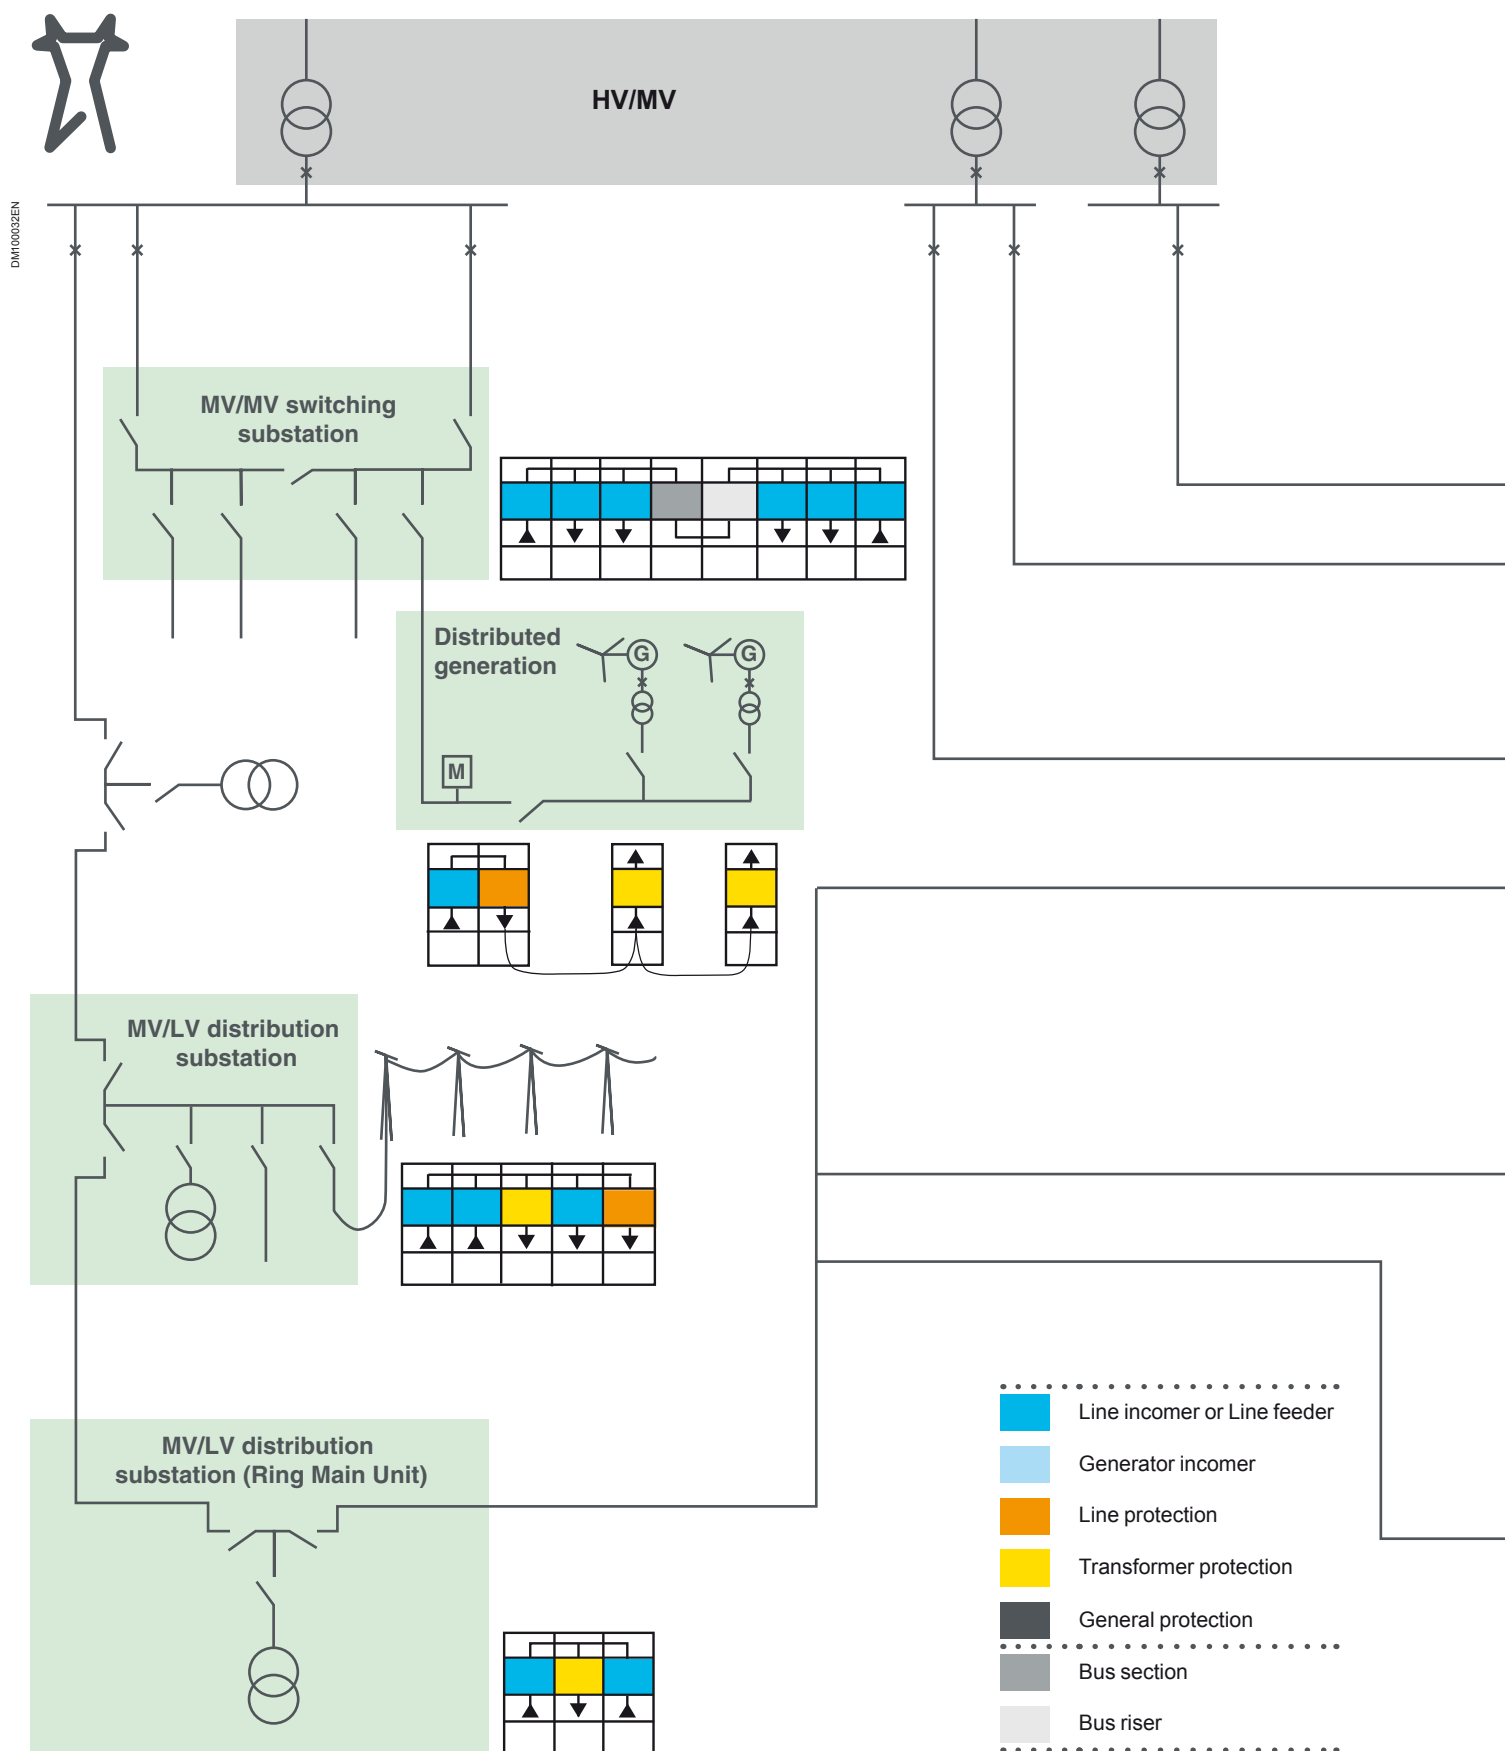 HV/MV
DM100032EN
MV/MV switching
substation
Distributed
generation
G
G
M
MV/LV distribution
substation
MV/LV distribution
substation (Ring Main Unit)
Line incomer or Line feeder
Generator incomer
Line protection
Transformer protection
General protection
Bus section
Bus riser